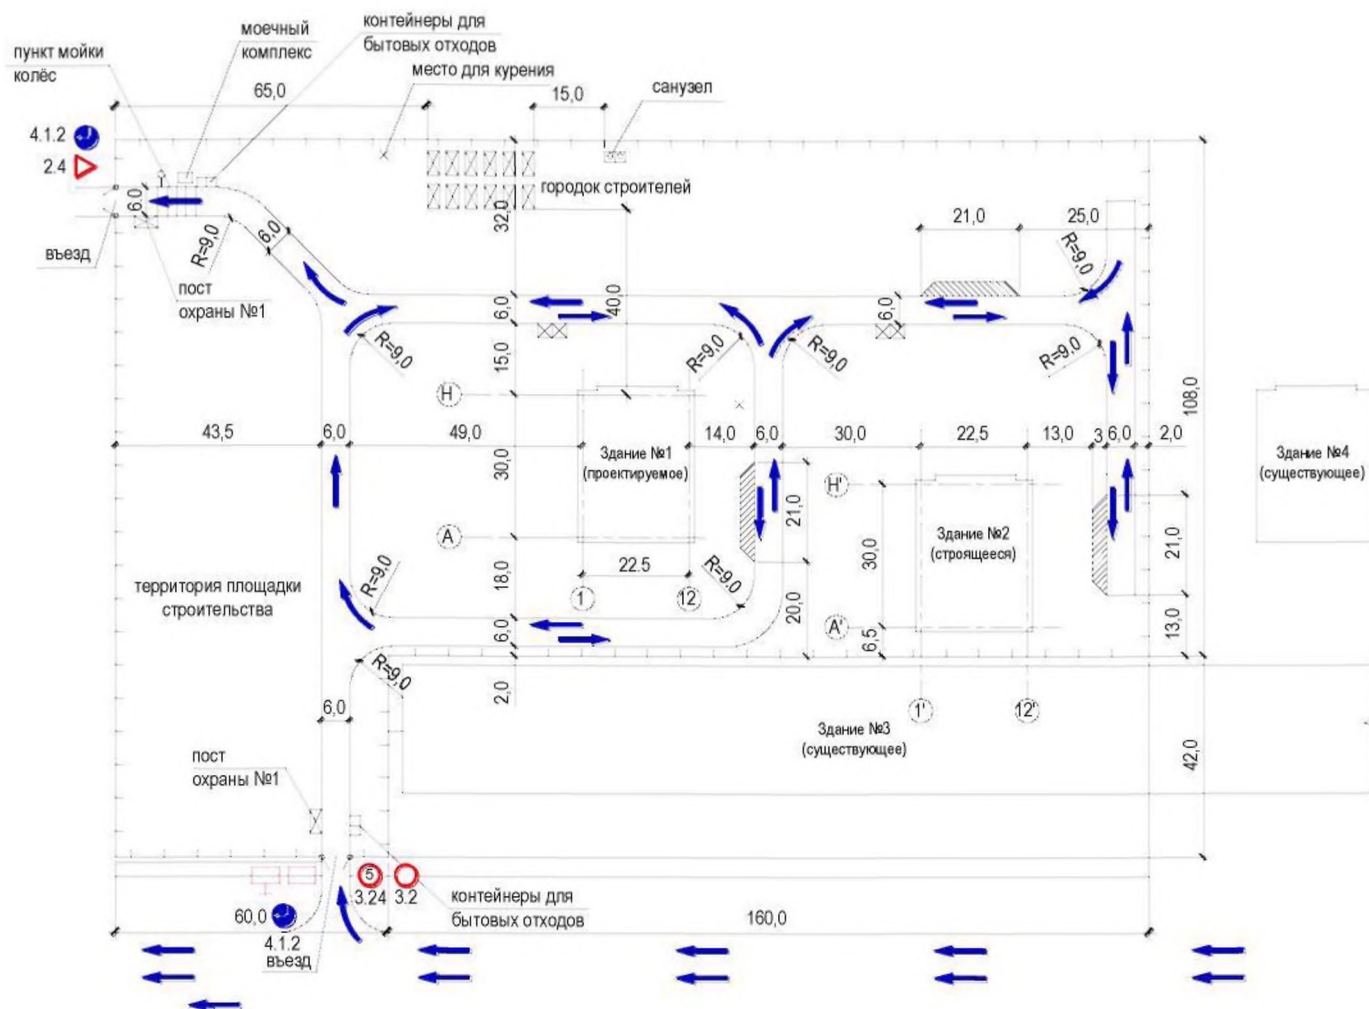 моечный
комплекс
контейнеры для
бытовых отходов
пункт мойки
колёс
место для курения
санузел
65,0
15,0
4.1.2
2.4
6.0
въезд
R=9,0
6,0
пост
охраны №1
городок строителей
32,0
21,0
25,0
R=9,0
6,0
40,0
6,0
R=9,0
15,0
R=9,0
R=9,0
R=9,0
108,0
Н
43,5
6,0
49,0
14,0
6,0
30,0
22,5
13,0
3
6,0
2,0
Здание №1
(проектируемое)
Здание №4
(существующее)
30,0
21,0
Н'
А
Здание №2
(строящееся)
30,0
21,0
22.5
R=9,0
R=9.0
18,0
1
12
20,0
территория площадки
строительства
А'
6,5
13,0
6,0
R=9,0
2,0
6,0
1'
12'
Здание №3
(существующее)
42,0
пост
охраны №1
5
3.24
3.2
контейнеры для
бытовых отходов
60,0
160,0
4.1.2
въезд